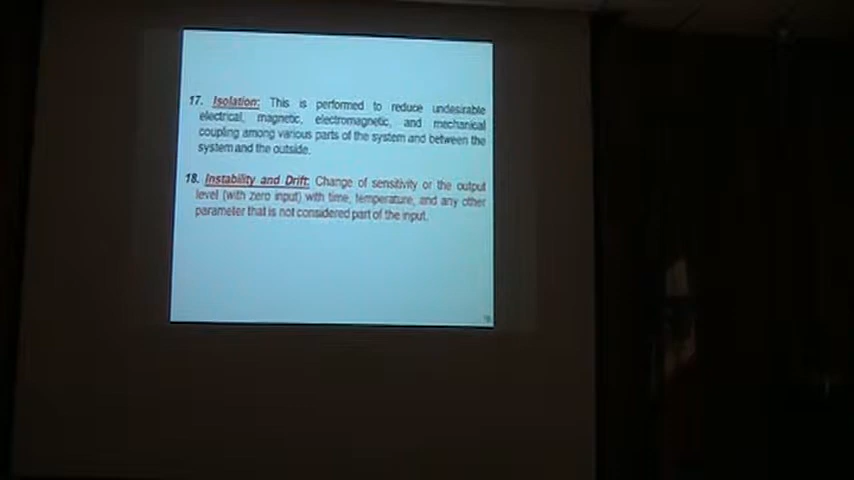 17. Isolation: This is performed to reduce undesirable
electrical, magnetic, electromagnetic, and mechanical
coupling among various parts of the system and between the
system and the outside.
18. Instability and Drift: Change of sensitivity or the output
level (with zero input) with time, temperature, and any other
parameter that is not considered part of the input.